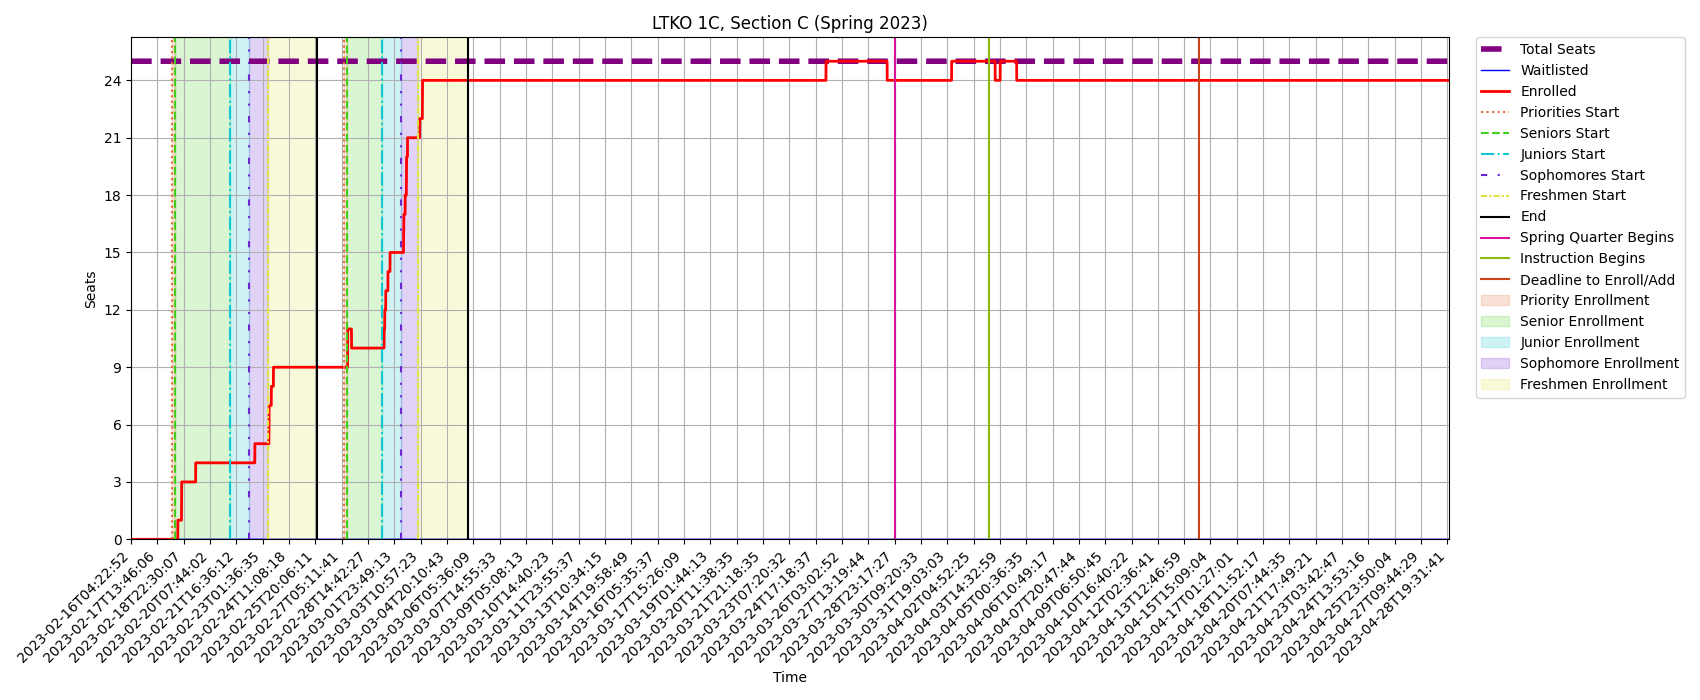 LTKO 1C, Section C (Spring 2023)
Seats
24
21
18
15
12
9
6
3
0
2023-02-16T04:22:52
2023-02-17T13:46:06
2023-02-18T22:30:07
2023-02-20T07:44:02
2023-02-21T16:36:12
2023-02-23T01:36:35
2023-02-24T11:08:18
2023-02-25T20:06:11
2023-02-27T05:11:41
2023-02-28T14:42:27
2023-03-01T23:49:13
2023-03-03T10:57:23
2023-03-04T20:10:43
2023-03-06T05:36:09
2023-03-07T14:55:33
2023-03-09T05:08:13
2023-03-10T14:40:23
2023-03-11T23:55:37
2023-03-13T10:34:15
2023-03-14T19:58:49
2023-03-16T05:35:37
2023-03-17T15:26:09
2023-03-19T01:44:13
2023-03-20T11:38:35
2023-03-21T21:18:35
2023-03-23T07:20:32
2023-03-24T17:18:37
2023-03-26T03:02:52
2023-03-27T13:19:44
2023-03-28T23:17:27
2023-03-30T09:20:33
2023-03-31T19:03:03
2023-04-02T04:52:25
2023-04-03T14:32:59
2023-04-05T00:36:35
2023-04-06T10:49:17
2023-04-07T20:47:44
2023-04-09T06:50:45
2023-04-10T16:40:22
2023-04-12T02:36:41
2023-04-13T12:46:59
2023-04-15T15:09:04
2023-04-17T01:27:01
2023-04-18T11:52:17
2023-04-20T07:44:35
2023-04-21T17:49:21
2023-04-23T03:42:47
2023-04-24T13:53:16
2023-04-25T23:50:04
2023-04-27T09:44:29
2023-04-28T19:31:41
Time
Total Seats
Waitlisted
Enrolled
Priorities Start
Seniors Start
Juniors Start
Sophomores Start
Freshmen Start
End
Spring Quarter Begins
Instruction Begins
Deadline to Enroll/Add
Priority Enrollment
Senior Enrollment
Junior Enrollment
Sophomore Enrollment
Freshmen Enrollment